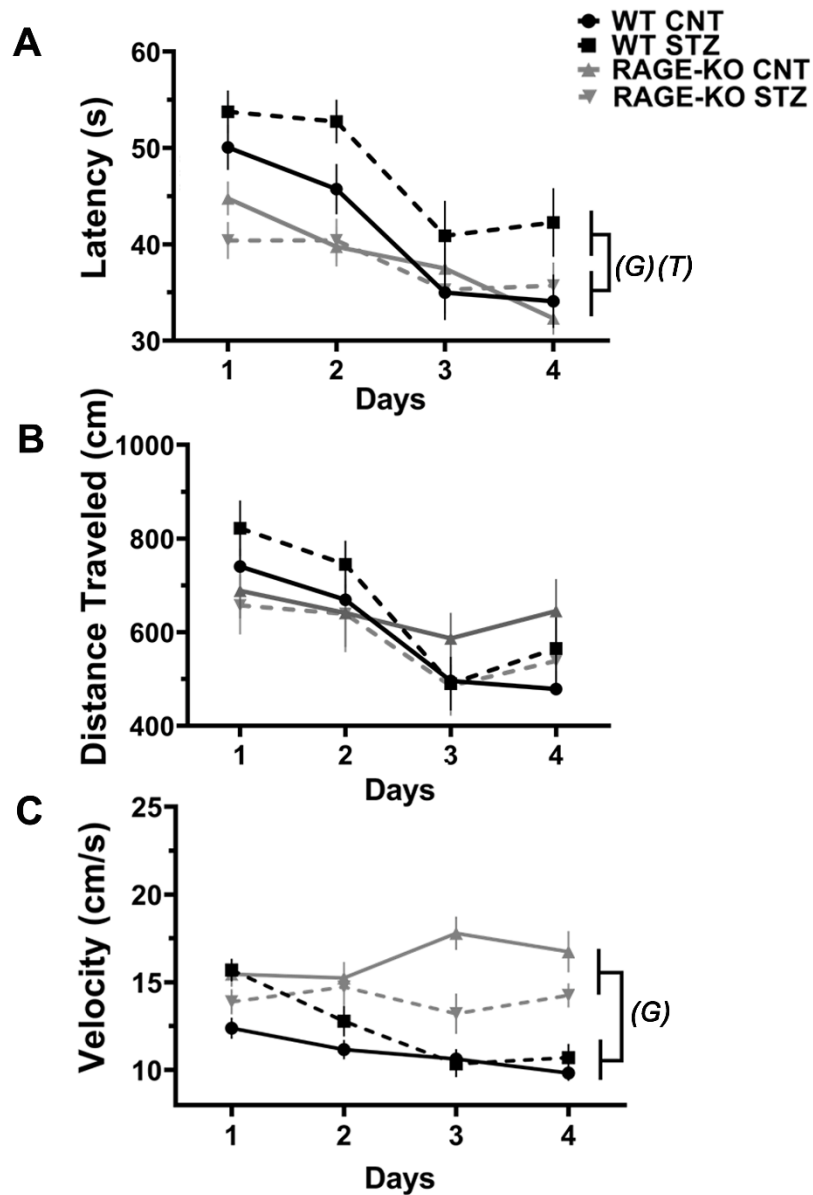 A
WT CNT
WT STZ
RAGE-KO CNT
RAGE-KO STZ
Latency (s)
60
50
40
30
1 2 3 4
Days
(G)(T)
B
Distance Traveled (cm)
1000
800
600
400
1 2 3 4
Days
C
Velocity (cm/s)
25
20
15
10
1 2 3 4
Days
(G)